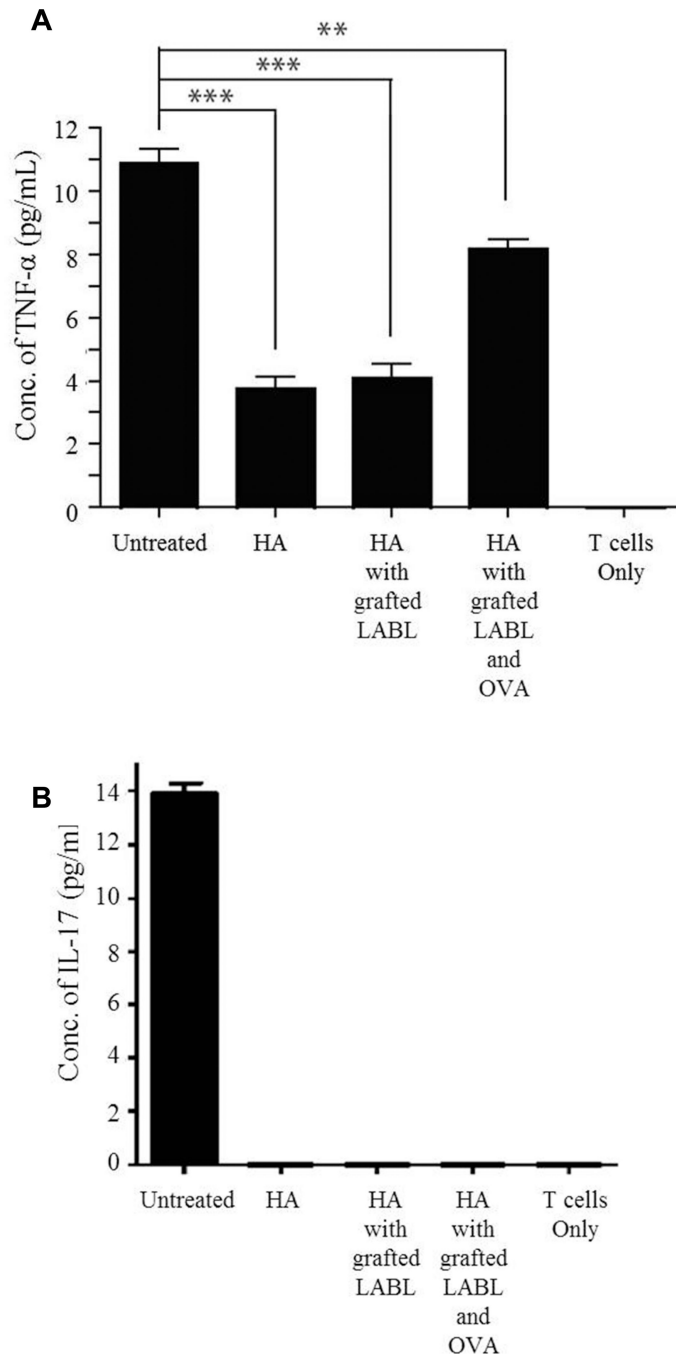 A
**
***
***
12
10
8
6
4
2
0
Conc. of TNF-α (pg/mL)
Untreated
HA
HA
with
grafted
LABL
HA
with
grafted
LABL
and
OVA
T cells
Only
B
14
12
10
8
6
4
2
0
Conc. of IL-17 (pg/ml
Untreated
HA
HA
with
grafted
LABL
HA
with
grafted
LABL
and
OVA
T cells
Only